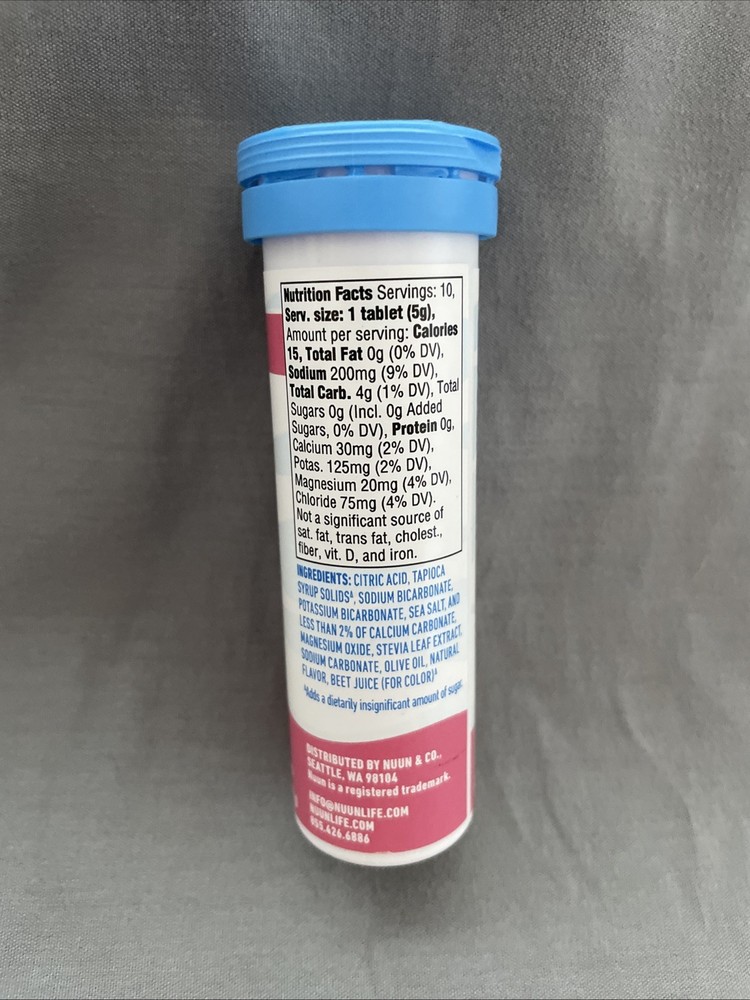 Nutrition Facts Servings: 10,
Serv. size: 1 tablet (5g),
Amount per serving: Calories
15, Total Fat 0g (0% DV),
Sodium 200mg (9% DV),
Total Carb. 4g (1% DV), Total
Sugars 0g (Incl. 0g Added
Sugars, 0% DV), Protein 0g,
Calcium 30mg (2% DV),
Potas. 125mg (2% DV),
Magnesium 20mg (4% DV),
Chloride 75mg (4% DV).
Not a significant source of
sat. fat, trans fat, cholest.,
fiber, vit. D, and iron.
INGREDIENTS: CITRIC ACID, TAPIOCA
SYRUP SOLIDS∆, SODIUM BICARBONATE,
POTASSIUM BICARBONATE, SEA SALT, AND
LESS THAN 2% OF CALCIUM CARBONATE,
MAGNESIUM OXIDE, STEVIA LEAF EXTRACT,
SODIUM CARBONATE, OLIVE OIL, NATURAL
FLAVOR, BEET JUICE (FOR COLOR)∆
∆Adds a dietarily insignificant amount of sugar.
DISTRIBUTED BY NUUN & CO.,
SEATTLE, WA 98104
Nuun is a registered trademark.
INFO@NUUNLIFE.COM
NUUNLIFE.COM
855.426.6886